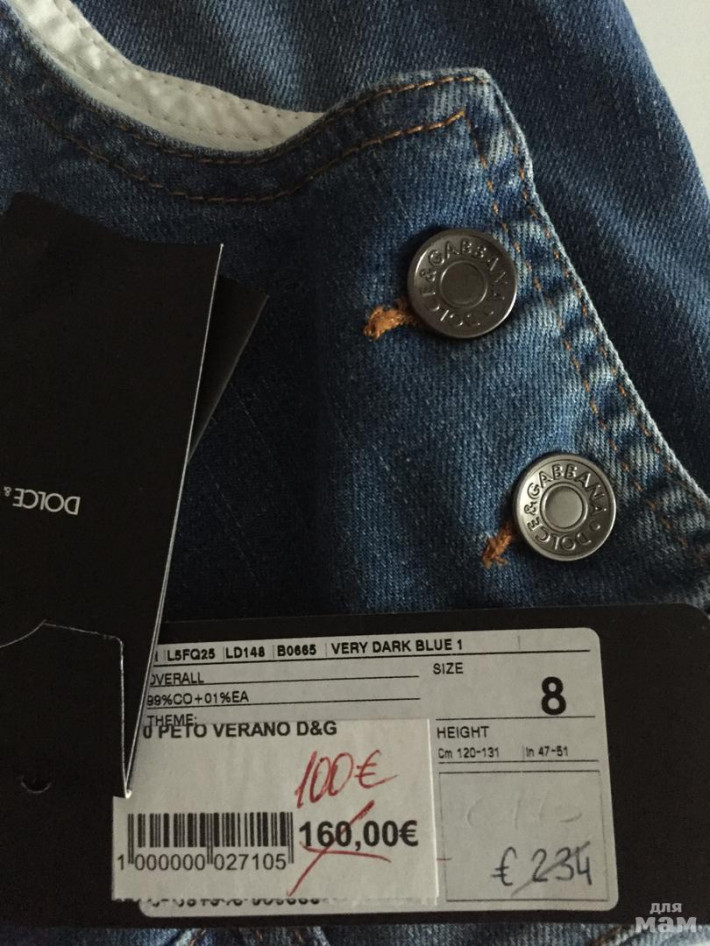 DOLCE & GABBANA
DOLCE & GABBANA
DOLCE &
L5FQ25 LD148 B0665 VERY DARK BLUE 1
OVERALL
99%CO+01%EA
THEME:
SIZE
8
HEIGHT
Cm 120-131 In 47-51
0 PETO VERANO D&G
100€
160,00€
1 000000 027105
€ 234
для
мам